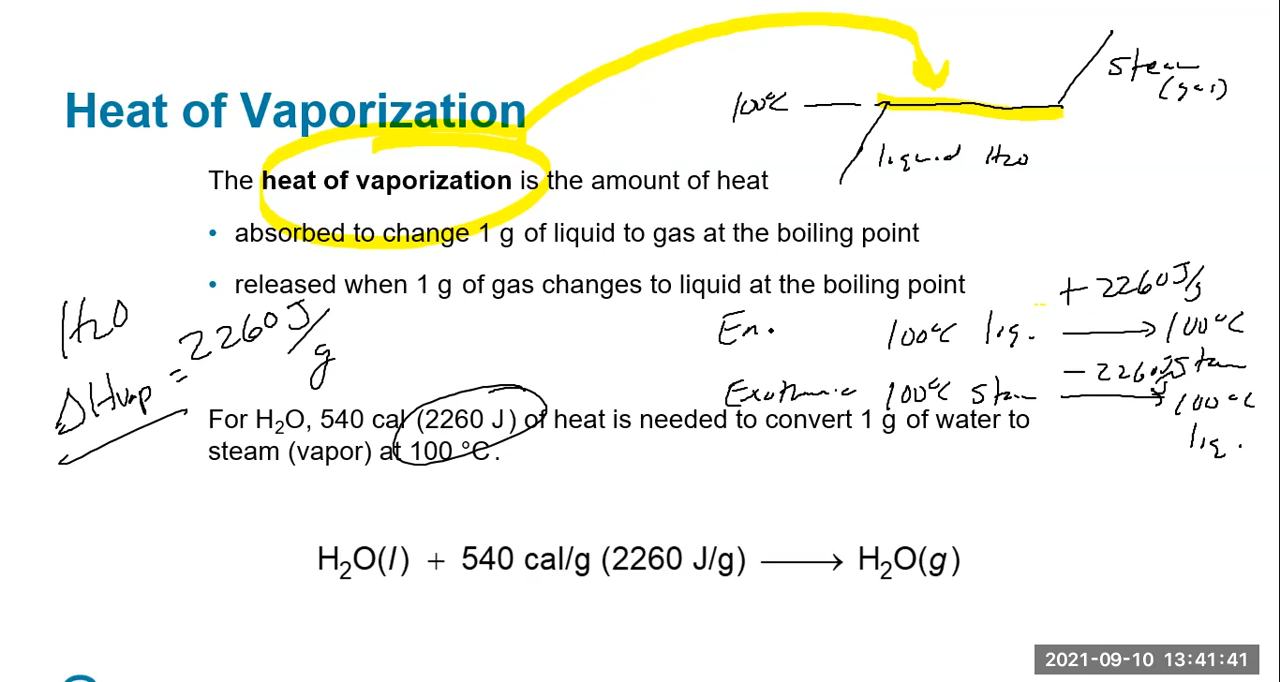 Heat of Vaporization
100°C
steam
(gas)
liquid H2O
The heat of vaporization is the amount of heat
• absorbed to change 1 g of liquid to gas at the boiling point
• released when 1 g of gas changes to liquid at the boiling point
H2O
ΔHvap = 2260 J/g
+ 2260 J/g
En. 100°C liq. ⟶ 100°C
steam
- 2260 J/g
Exothermic 100°C steam ⟶ 100°C
liq.
For H₂O, 540 cal (2260 J) of heat is needed to convert 1 g of water to
steam (vapor) at 100 °C.
H₂O(l) + 540 cal/g (2260 J/g) ⟶ H₂O(g)
2021-09-10 13:41:41